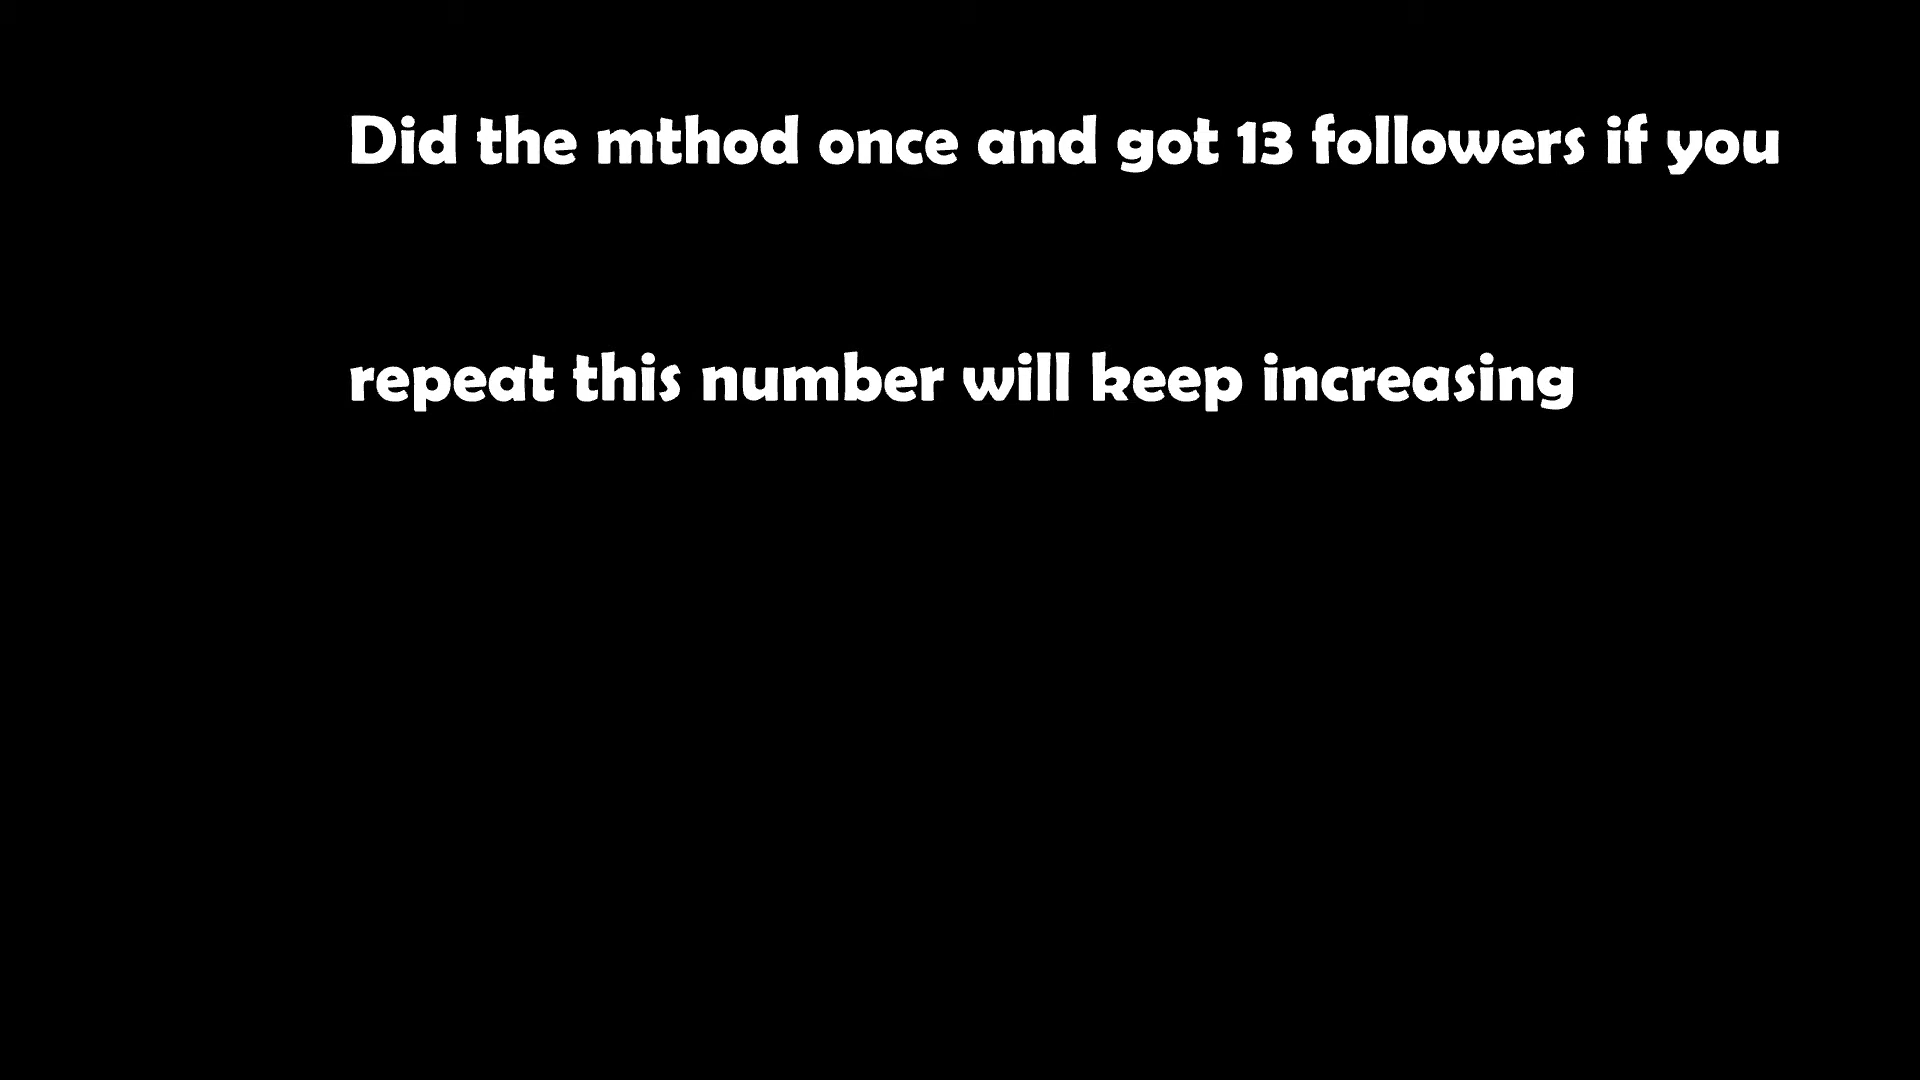 Did the mthod once and got 13 followers if you
repeat this number will keep increasing